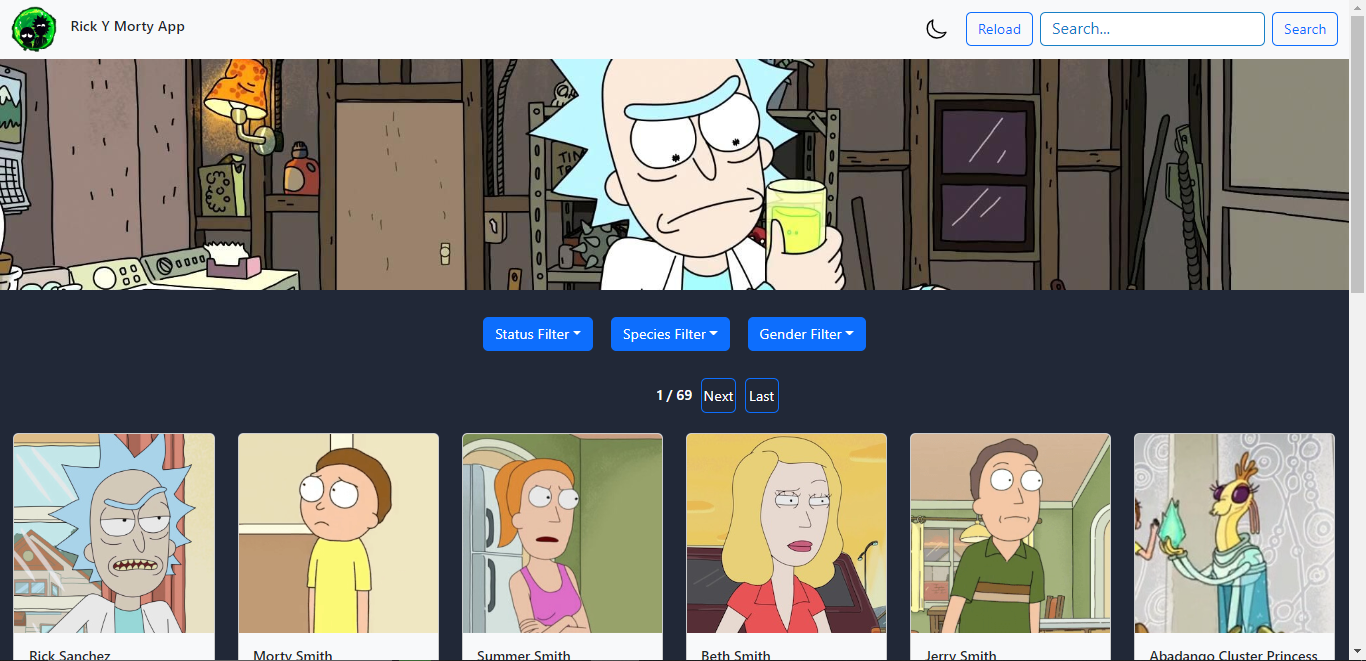 Rick Y Morty App
Reload
Search...
Search
TIM
Status Filter
Species Filter
Gender Filter
1 / 69
Next
Last
Rick Sanchez
Morty Smith
Summer Smith
Beth Smith
Jerry Smith
Abadango Cluster Princess